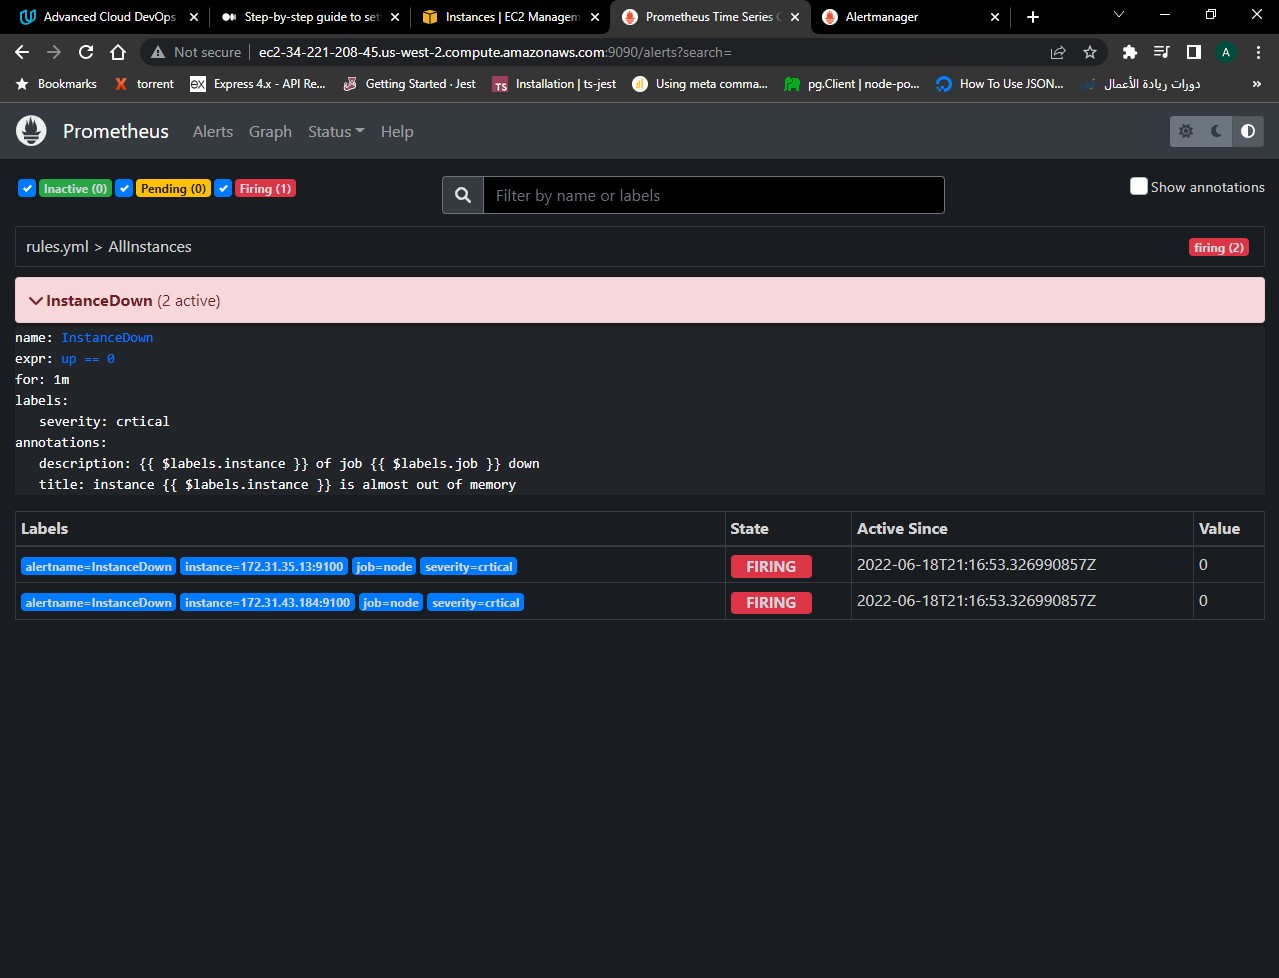 Advanced Cloud DevOps
Step-by-step guide to set
Instances | EC2 Managem
Prometheus Time Series
Alertmanager
Not secure
ec2-34-221-208-45.us-west-2.compute.amazonaws.com:9090/alerts?search=
A
Bookmarks
torrent
ex Express 4.x - API Re...
Getting Started · Jest
TS Installation | ts-jest
Using meta comma...
pg.Client | node-po...
How To Use JSON...
دورات ريادة الأعمال
»
Prometheus Alerts Graph Status Help
Inactive (0) Pending (0) Firing (1)
Filter by name or labels
Show annotations
rules.yml > AllInstances
firing (2)
InstanceDown (2 active)
name: InstanceDown
expr: up == 0
for: 1m
labels:
severity: crtical
annotations:
description: {{ $labels.instance }} of job {{ $labels.job }} down
title: instance {{ $labels.instance }} is almost out of memory
Labels State Active Since Value
alertname=InstanceDown instance=172.31.35.13:9100 job=node severity=crtical FIRING 2022-06-18T21:16:53.326990857Z 0
alertname=InstanceDown instance=172.31.43.184:9100 job=node severity=crtical FIRING 2022-06-18T21:16:53.326990857Z 0